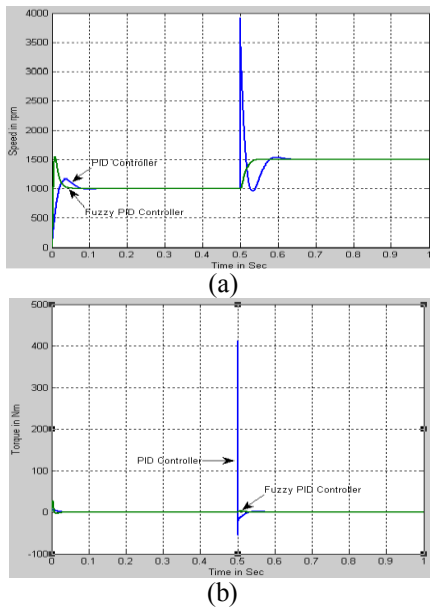 4000
3500
3000
2500
2000
1500
1000
500
0
Speed in rpm
PID Controller
Fuzzy PID Controller
0 0.1 0.2 0.3 0.4 0.5 0.6 0.7 0.8 0.9 1
Time in Sec
(a)
500
400
300
200
100
0
-100
Torque in Nm
PID Controller
Fuzzy PID Controller
0 0.1 0.2 0.3 0.4 0.5 0.6 0.7 0.8 0.9 1
Time in Sec
(b)